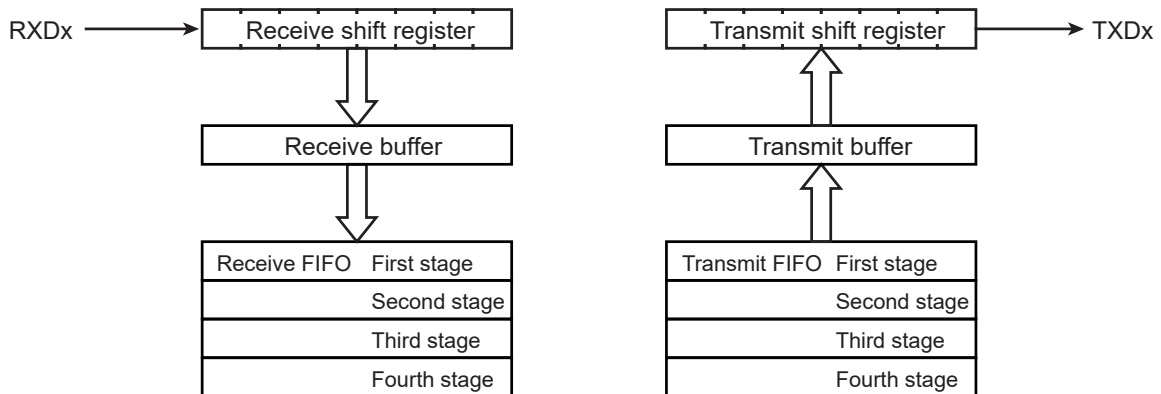 RXDx
Receive shift register
Receive buffer
Receive FIFO First stage
Second stage
Third stage
Fourth stage
Transmit shift register
TXDx
Transmit buffer
Transmit FIFO First stage
Second stage
Third stage
Fourth stage